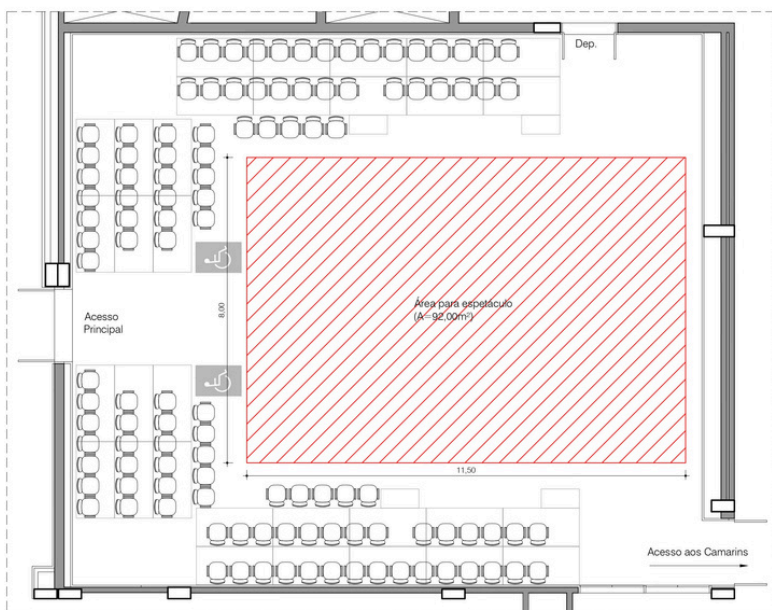 Dep.
Acesso
Principal
8,00
Área para espetáculo
(A=92,00m²)
11,50
Acesso aos Camarins